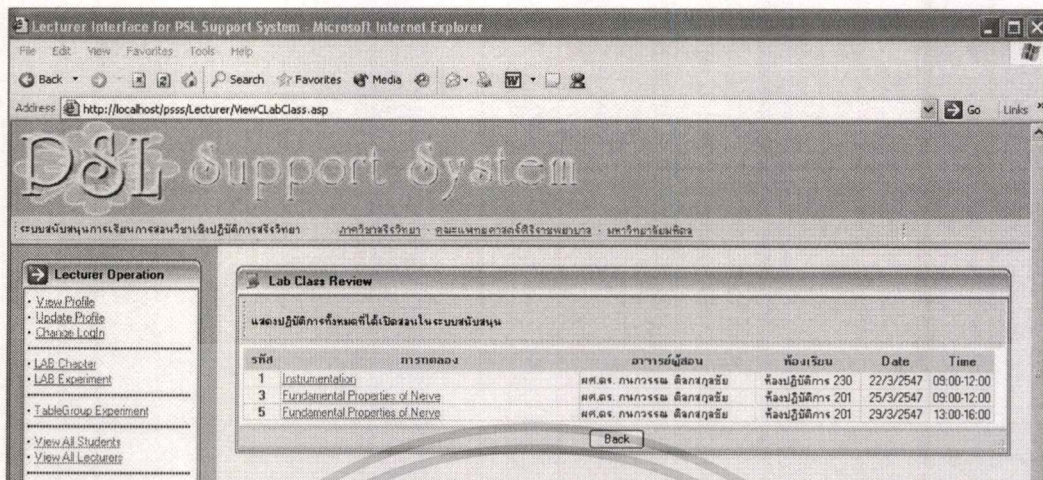 Lecturer Interface for PSL Support System - Microsoft Internet Explorer
File Edit View Favorites Tools Help
Back Search Favorites Media
Address http://localhost/psss/Lecturer/ViewCLabClass.asp Go Links
PSL Support System
ระบบสนับสนุนการเรียนการสอนวิชาเชิงปฏิบัติการสรีรวิทยา ภาควิชาสรีรวิทยา - คณะแพทยศาสตร์ศิริราชพยาบาล - มหาวิทยาลัยมหิดล
Lecturer Operation
· View Profile
· Update Profile
· Change LogIn
· LAB Chapter
· LAB Experiment
· TableGroup Experiment
· View All Students
· View All Lecturers
Lab Class Review
แสดงปฏิบัติการทั้งหมดที่ได้เปิดสอนในระบบสนับสนุน
รหัส การทดลอง อาจารย์ผู้สอน ห้องเรียน Date Time
1 Instrumentation ผศ.ดร. กนกวรรณ ติลกสกุลชัย ห้องปฏิบัติการ 230 22/3/2547 09:00-12:00
3 Fundamental Properties of Nerve ผศ.ดร. กนกวรรณ ติลกสกุลชัย ห้องปฏิบัติการ 201 25/3/2547 09:00-12:00
5 Fundamental Properties of Nerve ผศ.ดร. กนกวรรณ ติลกสกุลชัย ห้องปฏิบัติการ 201 29/3/2547 13:00-16:00
Back